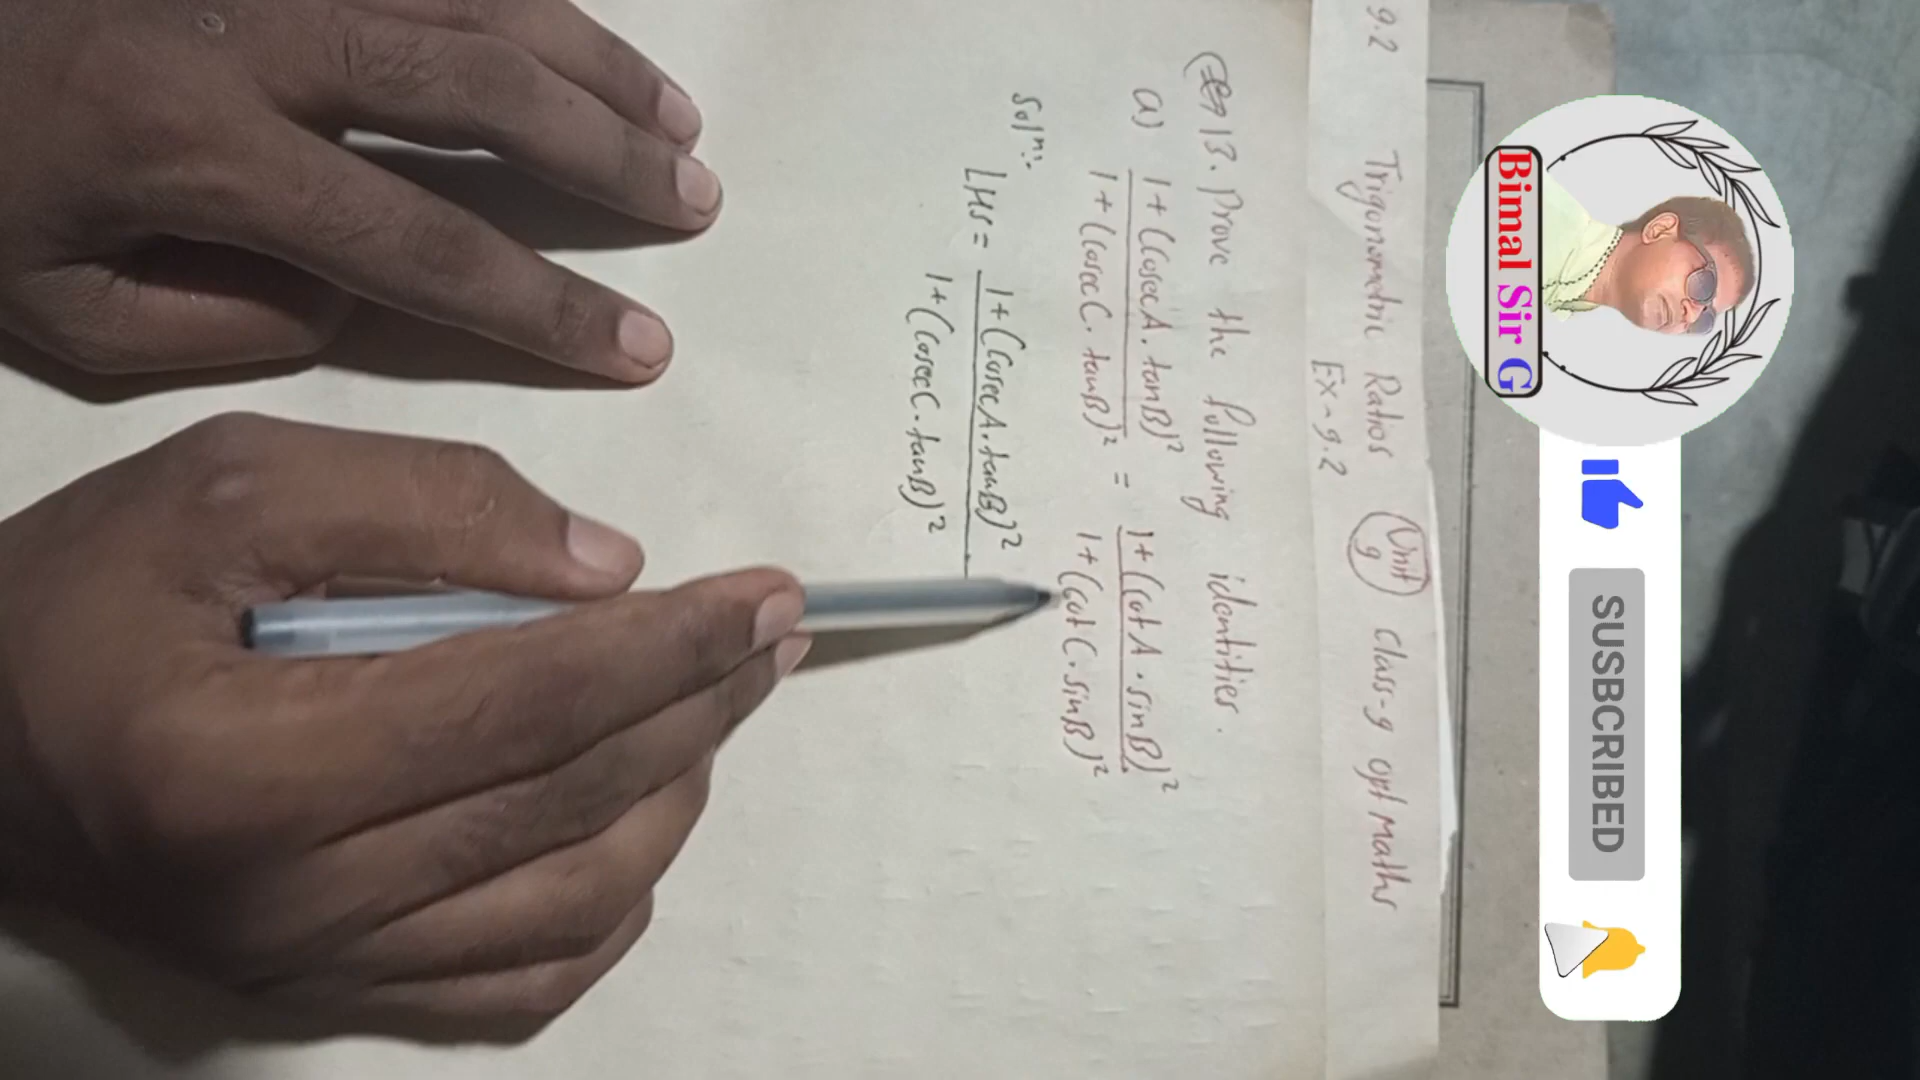 9.2 Trigonometric Ratios Unit 9 Class-9 opt maths
Ex-9.2
13. Prove the following identities.
a) 1+(CosecA.tanB)² = 1+(cotA.sinB)²
1+(CosecC.tanB)² 1+(cotC.sinB)²
Solⁿ:
LHS = 1+(CosecA.tanB)²
1+(CosecC.tanB)²
Bimal Sir G
SUSBCRIBED